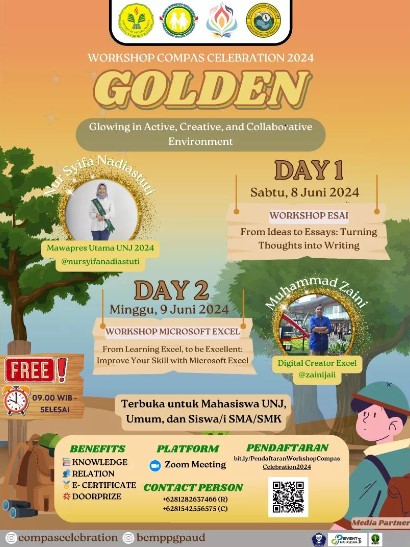 WORKSHOP COMPAS CELEBRATION 2024
GOLDEN
Glowing in Active, Creative, and Collaborative
Environment
Nur Syifa Nadiastuti
Mawapres Utama UNJ 2024
@nursyifanadiastuti
DAY 1
Sabtu, 8 Juni 2024
WORKSHOP ESAI
From Ideas to Essays: Turning
Thoughts into Writing
DAY 2
Minggu, 9 Juni 2024
WORKSHOP MICROSOFT EXCEL
From Learning Excel, to be Excellent:
Improve Your Skill with Microsoft Excel
Muhammad Zaini
Digital Creator Excel
@zainijaii
FREE !
09.00 WIB -
SELESAI
Terbuka untuk Mahasiswa UNJ,
Umum, dan Siswa/i SMA/SMK
BENEFITS
KNOWLEDGE
RELATION
E- CERTIFICATE
DOORPRIZE
PLATFORM
Zoom Meeting
CONTACT PERSON
+6281282637466 (R)
+6281542556575 (C)
PENDAFTARAN
bit.ly/PendaftaranWorkshopCompas
Celebration2024
Media Partner
compascelebration
bemppgpaud